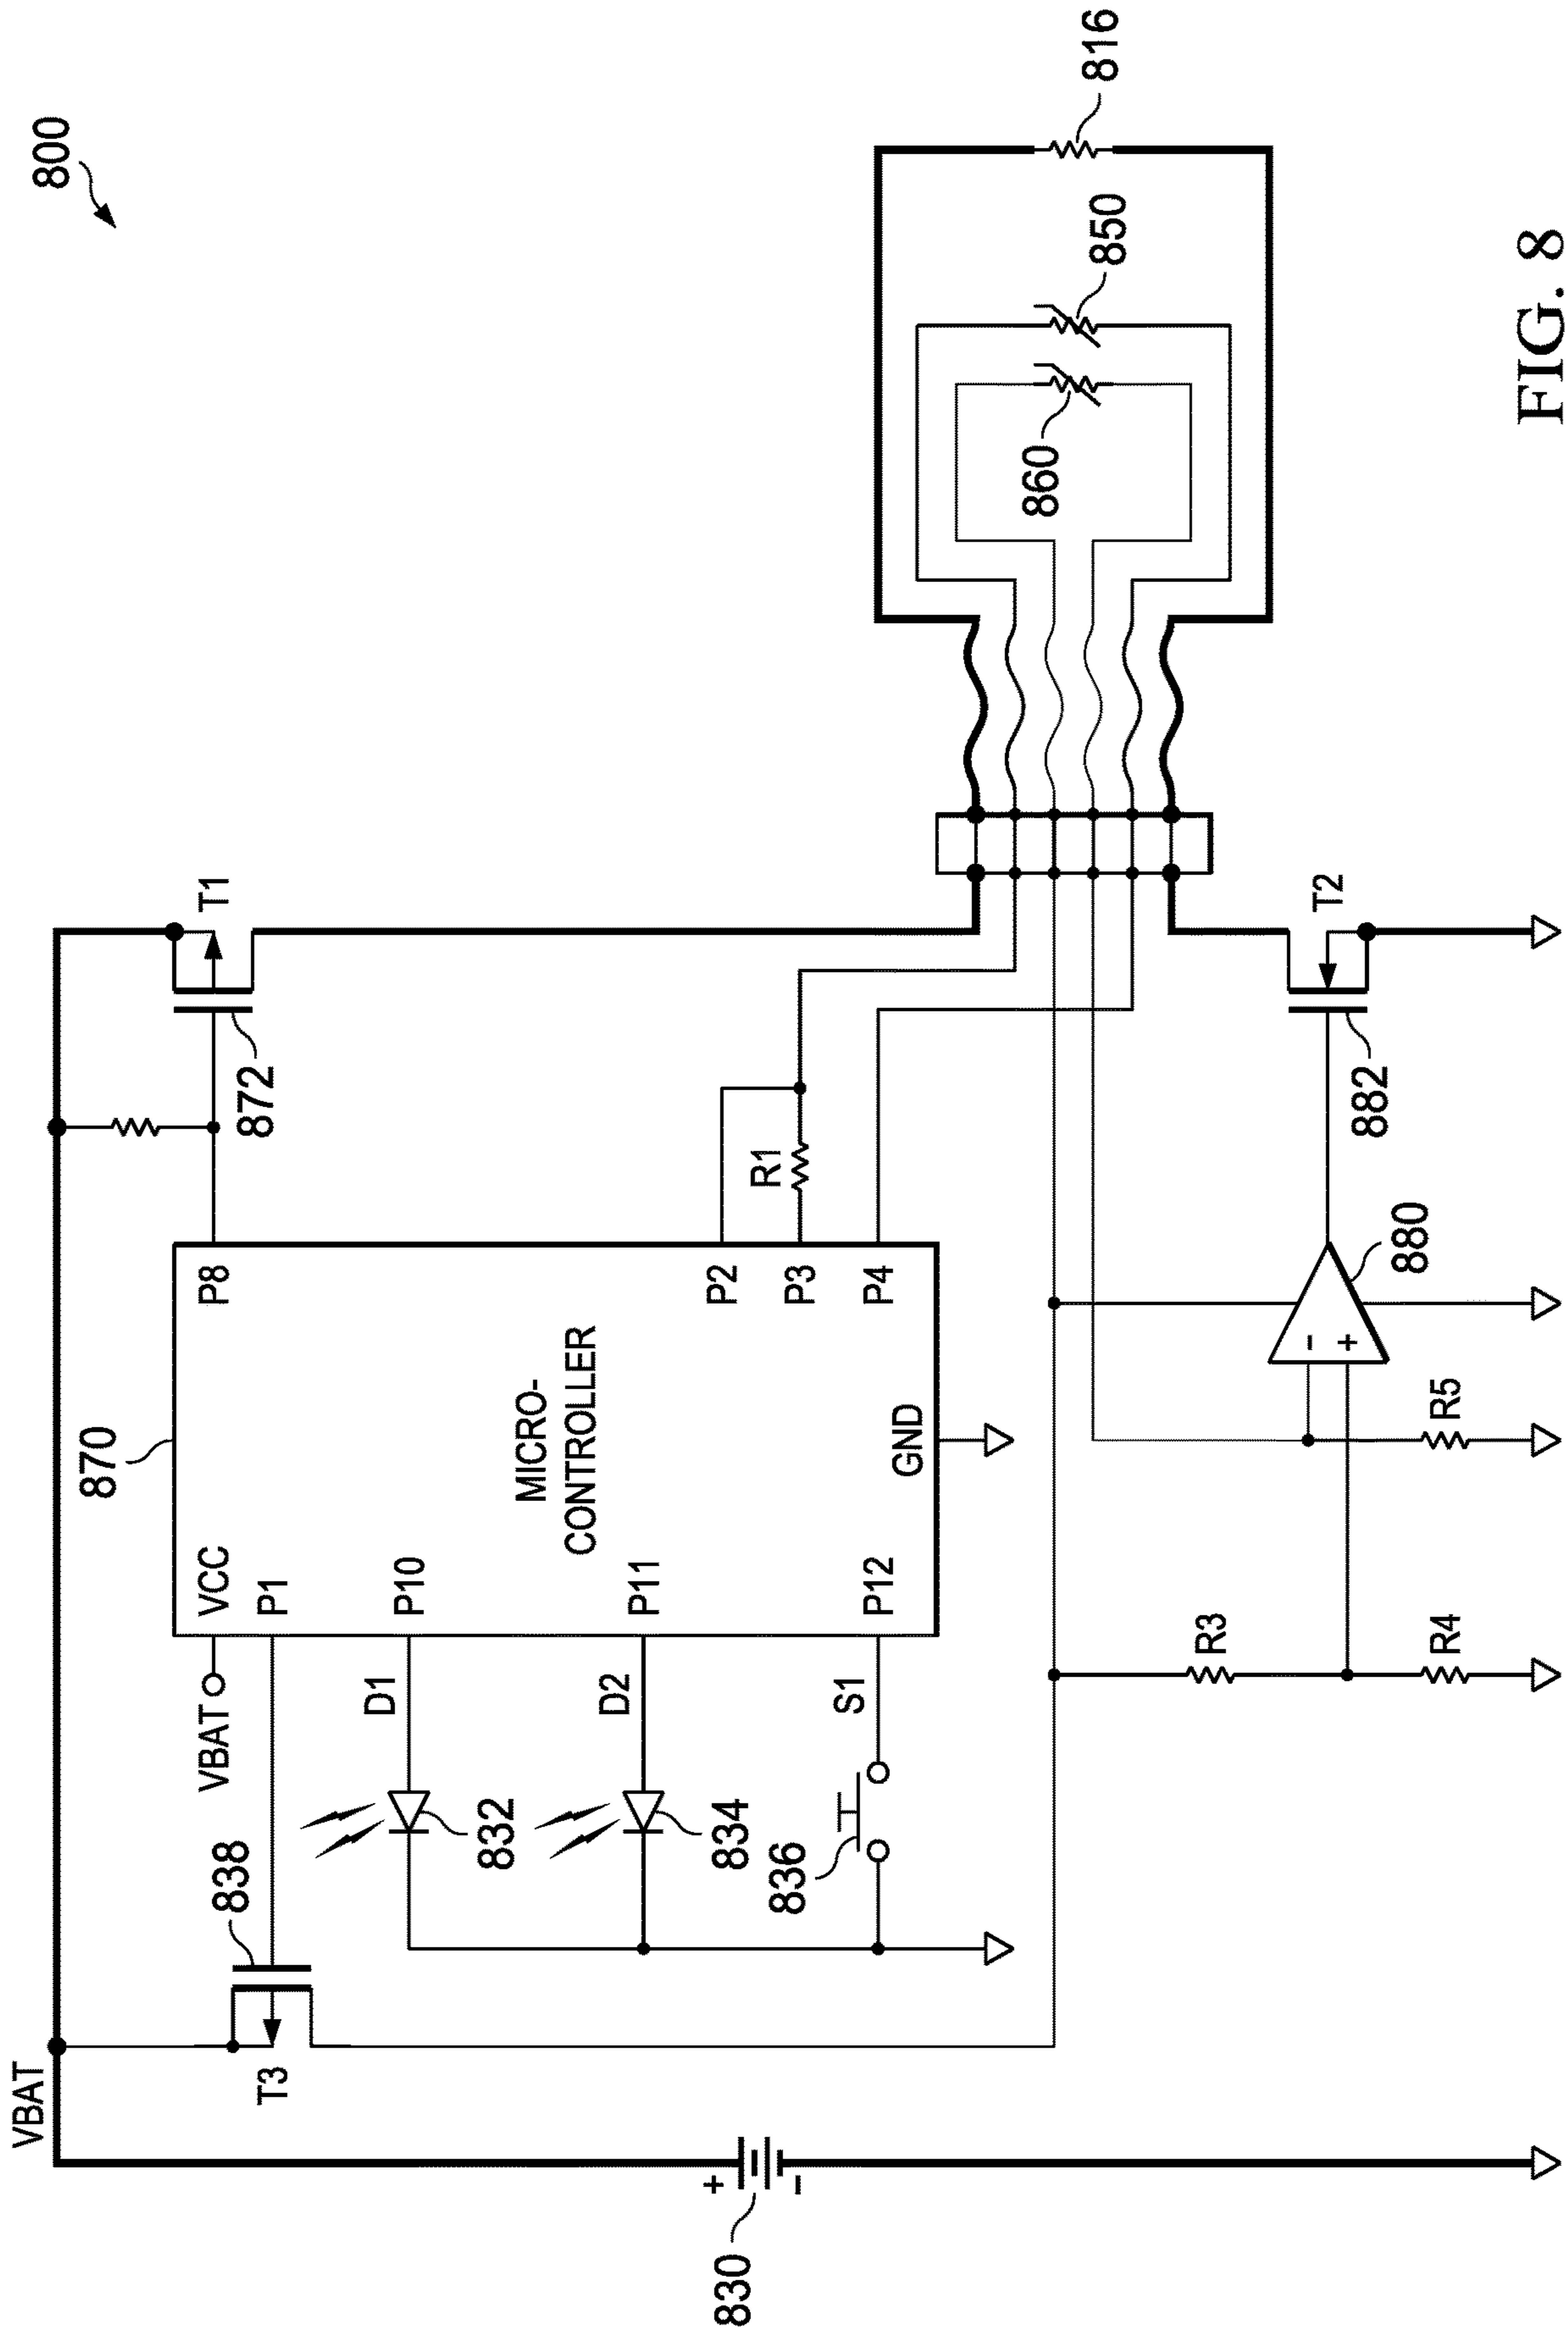 800
VBAT
870
872
T1
T3
838
VBAT
VCC
P1
P8
D1
P10
832
MICRO-
CONTROLLER
D2
P11
834
P2
R1
P3
836
S1
P12
GND
P4
830
+
-
816
850
860
R3
R4
R5
-
+
880
882
T2
FIG. 8